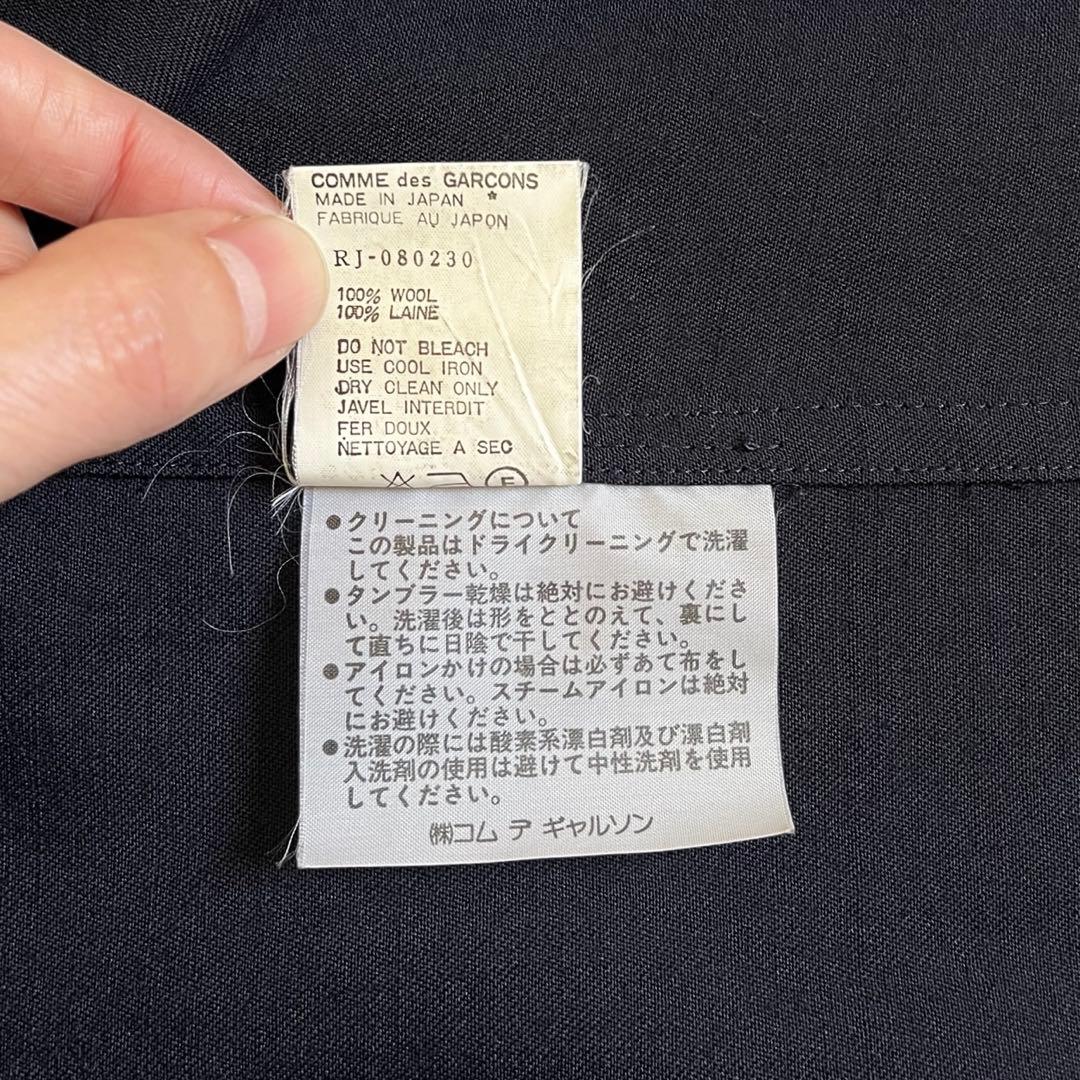 COMME des GARCONS
MADE IN JAPAN *
FABRIQUE AU JAPON
RJ-080230
100% WOOL
100% LAINE
DO NOT BLEACH
USE COOL IRON
DRY CLEAN ONLY
JAVEL INTERDIT
FER DOUX
NETTOYAGE A SEC
F
●クリーニングについて
この製品はドライクリーニングで洗濯
してください。
●タンブラー乾燥は絶対にお避けくださ
い。洗濯後は形をととのえて、裏にし
て直ちに日陰で干してください。
●アイロンかけの場合は必ずあて布をし
てください。スチームアイロンは絶対
にお避けください。
●洗濯の際には酸素系漂白剤及び漂白剤
入洗剤の使用は避けて中性洗剤を使用
してください。
㈱コム デ ギャルソン